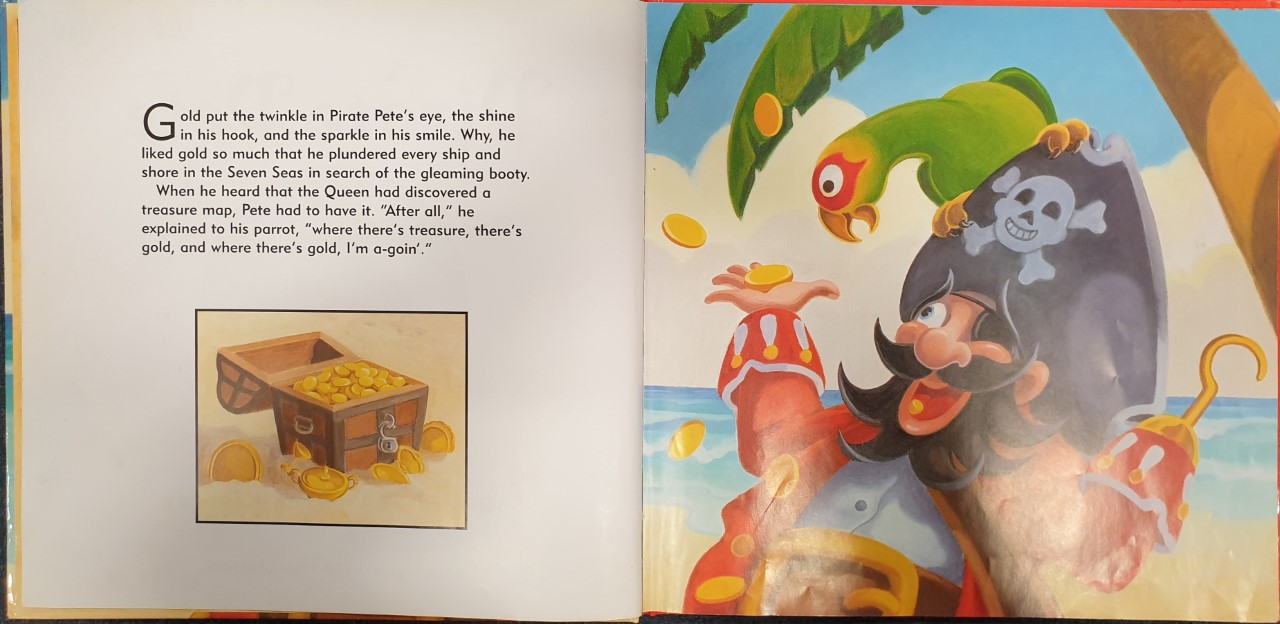 Gold put the twinkle in Pirate Pete's eye, the shine
in his hook, and the sparkle in his smile. Why, he
liked gold so much that he plundered every ship and
shore in the Seven Seas in search of the gleaming booty.
When he heard that the Queen had discovered a
treasure map, Pete had to have it. "After all," he
explained to his parrot, "where there's treasure, there's
gold, and where there's gold, I'm a-goin'."